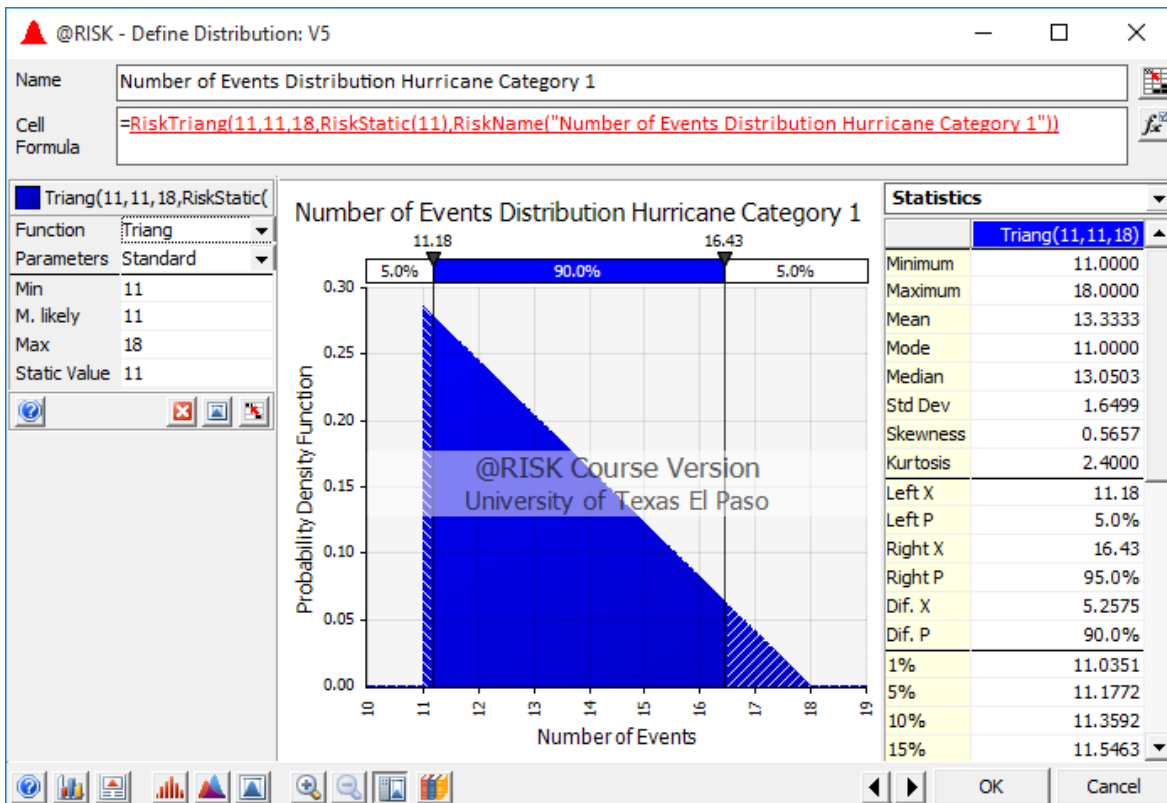 @RISK - Define Distribution: V5
Name Number of Events Distribution Hurricane Category 1
Cell Formula =RiskTriang(11,11,18,RiskStatic(11),RiskName("Number of Events Distribution Hurricane Category 1"))
Triang(11,11,18,RiskStatic(
Function Triang
Parameters Standard
Min 11
M. likely 11
Max 18
Static Value 11
Number of Events Distribution Hurricane Category 1
11.18 16.43
5.0% 90.0% 5.0%
0.30
0.25
0.20
0.15
0.10
0.05
0.00
Probability Density Function
@RISK Course Version
University of Texas El Paso
10 11 12 13 14 15 16 17 18 19
Number of Events
Statistics
Triang(11,11,18)
Minimum 11.0000
Maximum 18.0000
Mean 13.3333
Mode 11.0000
Median 13.0503
Std Dev 1.6499
Skewness 0.5657
Kurtosis 2.4000
Left X 11.18
Left P 5.0%
Right X 16.43
Right P 95.0%
Dif. X 5.2575
Dif. P 90.0%
1% 11.0351
5% 11.1772
10% 11.3592
15% 11.5463
OK Cancel